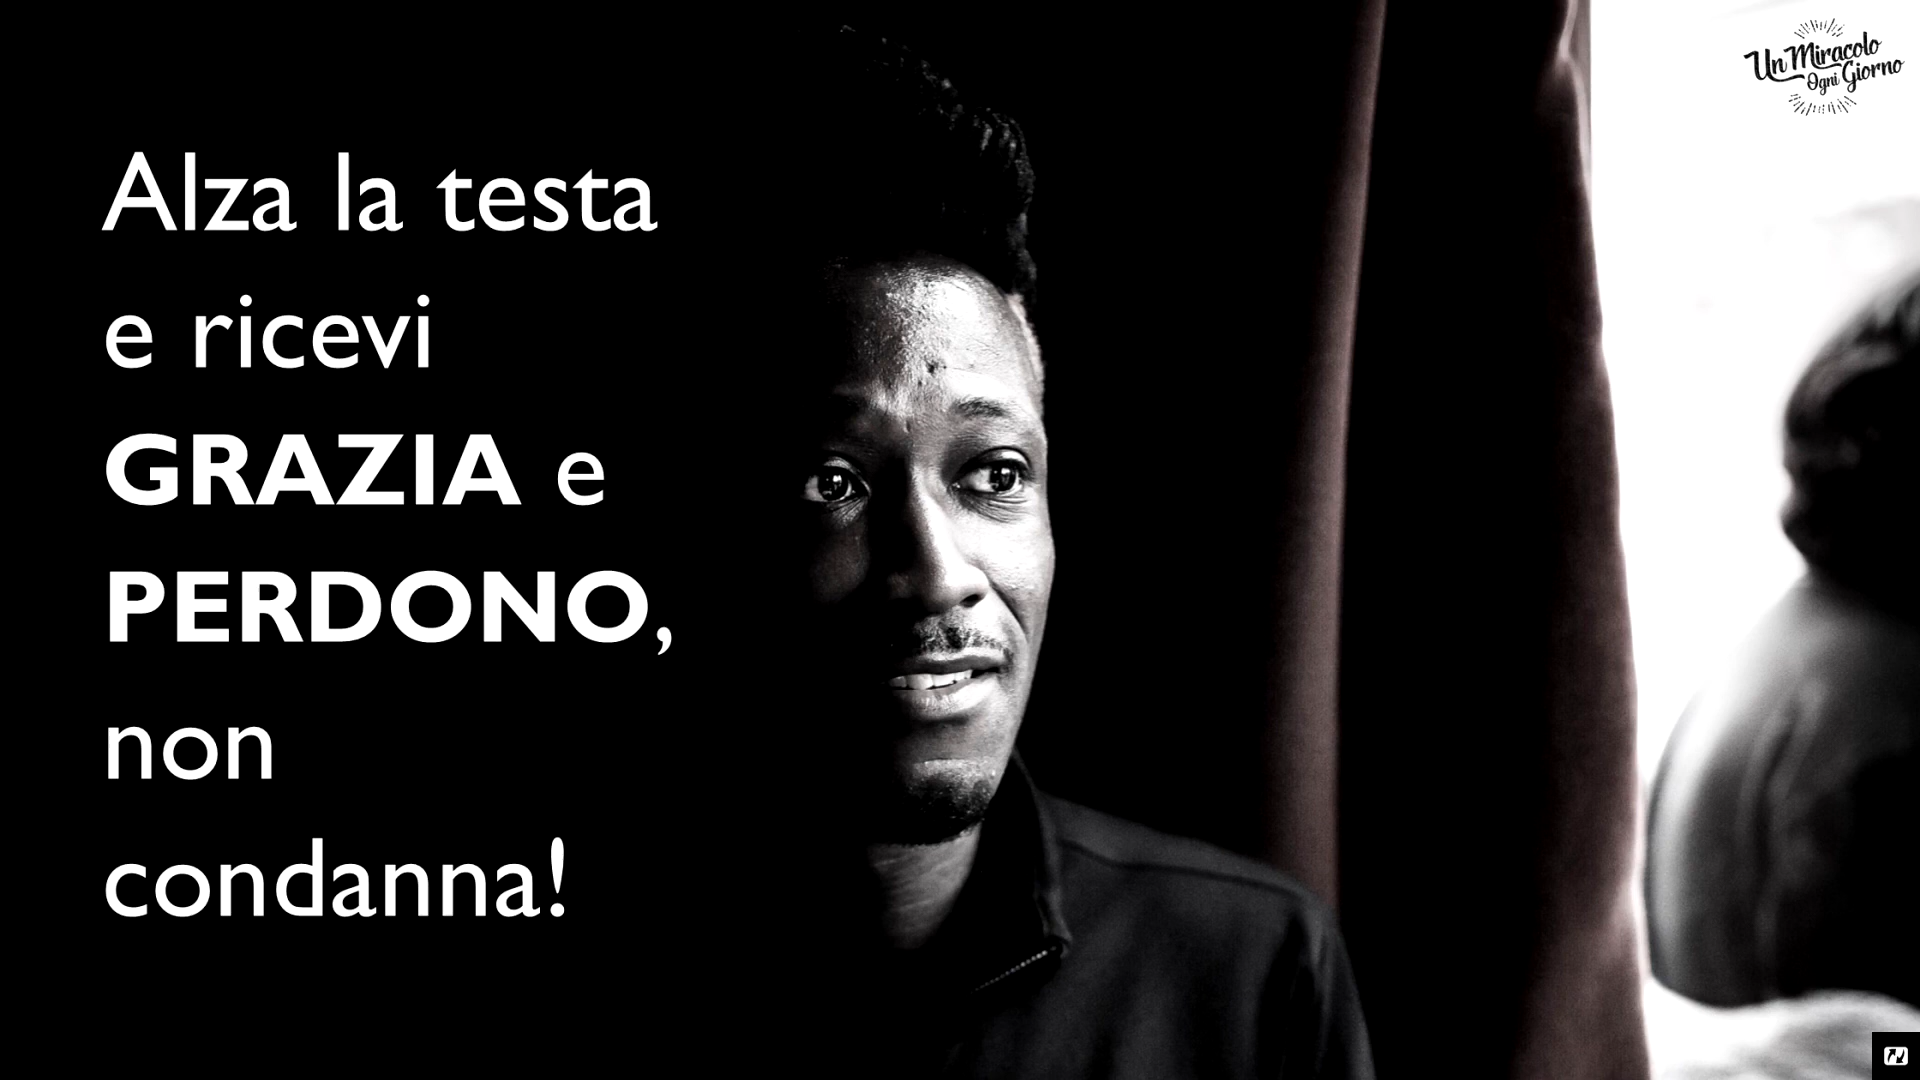 Alza la testa
e ricevi
GRAZIA e
PERDONO,
non
condanna!
Un Miracolo
Ogni Giorno